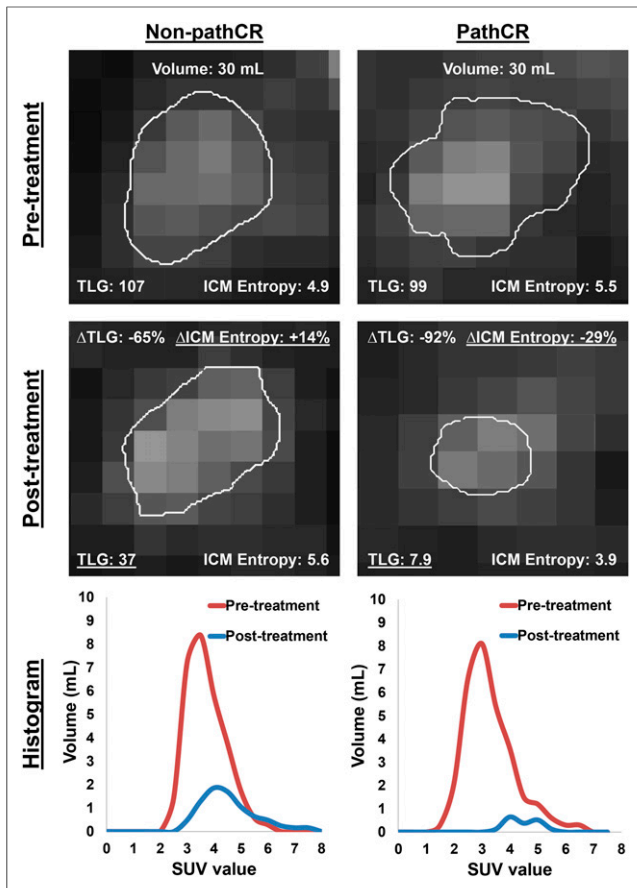 Non-pathCR
PathCR
Pre-treatment
Volume: 30 mL
TLG: 107 ICM Entropy: 4.9
Volume: 30 mL
TLG: 99 ICM Entropy: 5.5
Post-treatment
ΔTLG: -65% ΔICM Entropy: +14%
TLG: 37 ICM Entropy: 5.6
ΔTLG: -92% ΔICM Entropy: -29%
TLG: 7.9 ICM Entropy: 3.9
Histogram
Volume (mL)
10
9
8
7
6
5
4
3
2
1
0
Pre-treatment
Post-treatment
0 1 2 3 4 5 6 7 8
SUV value
Volume (mL)
10
9
8
7
6
5
4
3
2
1
0
Pre-treatment
Post-treatment
0 1 2 3 4 5 6 7 8
SUV value